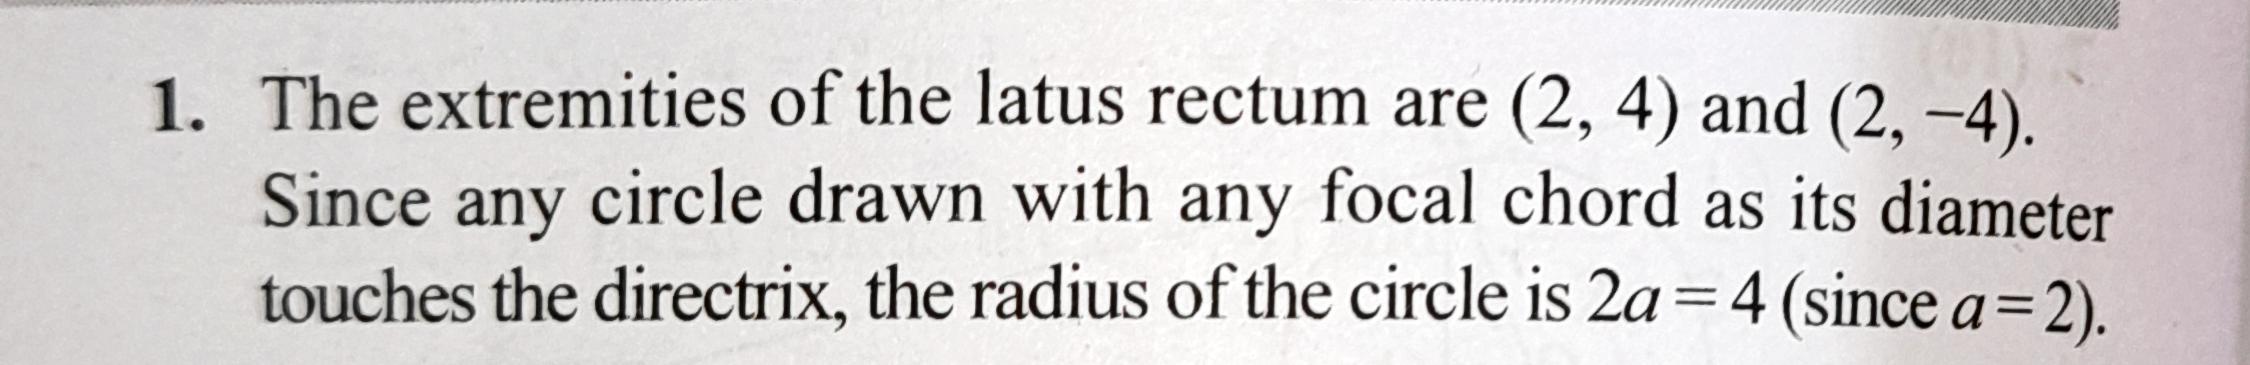 1. The extremities of the latus rectum are (2, 4) and (2, −4).
Since any circle drawn with any focal chord as its diameter
touches the directrix, the radius of the circle is 2a = 4 (since a = 2).